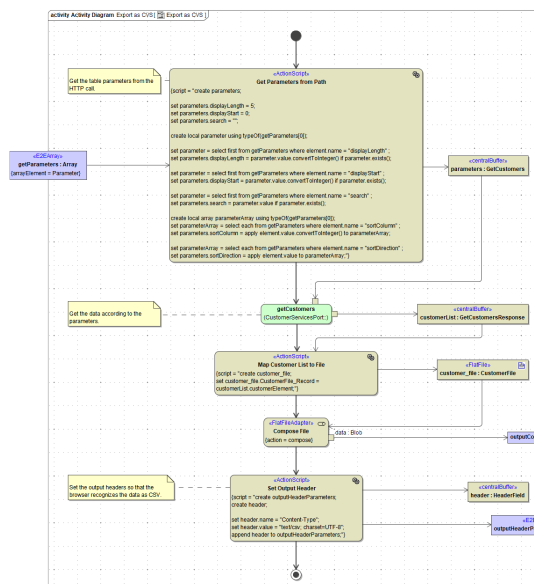 activity Activity Diagram Export as CVS [ Export as CVS ]
Get the table parameters from the
HTTP call.
«ActionScript»
Get Parameters from Path
{script = "create parameters;
set parameters.displayLength = 5;
set parameters.displayStart = 0;
set parameters.search = "";
create local parameter using typeOf(getParameters[0]);
set parameter = select first from getParameters where element.name = "displayLength" ;
set parameters.displayLength = parameter.value.convertToInteger() if parameter.exists();
set parameter = select first from getParameters where element.name = "displayStart" ;
set parameters.displayStart = parameter.value.convertToInteger() if parameter.exists();
set parameter = select first from getParameters where element.name = "search" ;
set parameters.search = parameter.value if parameter.exists();
create local array parameterArray using typeOf(getParameters[0]);
set parameterArray = select each from getParameters where element.name = "sortColumn" ;
set parameters.sortColumn = apply element.value.convertToInteger() to parameterArray;
set parameterArray = select each from getParameters where element.name = "sortDirection" ;
set parameters.sortDirection = apply element.value to parameterArray;"}
«E2EArray»
getParameters : Array
{arrayElement = Parameter}
«centralBuffer»
parameters : GetCustomers
Get the data according to the
parameters.
getCustomers
(CustomerServicesPort::)
«centralBuffer»
customerList : GetCustomersResponse
«ActionScript»
Map Customer List to File
{script = "create customer_file;
set customer_file.CustomerFile_Record =
customerList.customerElement;"}
«FlatFile»
customer_file : CustomerFile
«FlatFileAdapter»
Compose File
{action = compose}
data : Blob
outputCo
Set the output headers so that the
browser recognizes the data as CSV.
«ActionScript»
Set Output Header
{script = "create outputHeaderParameters;
create header;
set header.name = "Content-Type";
set header.value = "text/csv; charset=UTF-8";
append header to outputHeaderParameters;"}
«centralBuffer»
header : HeaderField
«E2E
outputHeaderP